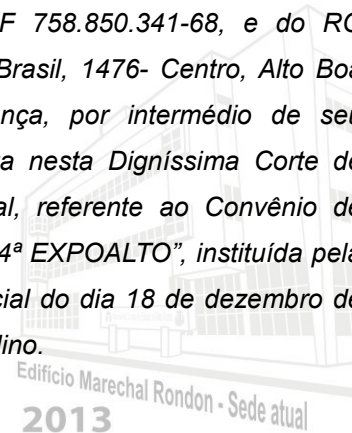 F 758.850.341-68, e do RG
Brasil, 1476- Centro, Alto Boa
ença, por intermédio de seu
a nesta Digníssima Corte de
al, referente ao Convênio de
4ª EXPOALTO”, instituída pela
cial do dia 18 de dezembro de
lino.
Edifício Marechal Rondon - Sede atual
2013